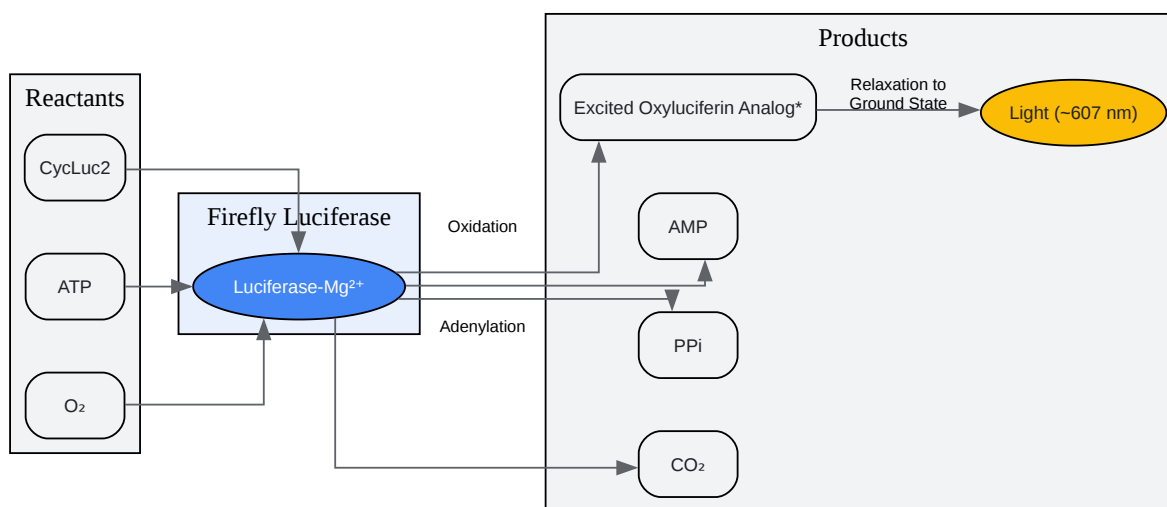 Products
Reactants
Excited Oxyluciferin Analog*
Relaxation to
Ground State
Light (~607 nm)
CycLuc2
Firefly Luciferase
Oxidation
AMP
ATP
Luciferase-Mg²⁺
Adenylation
PPi
O₂
CO₂